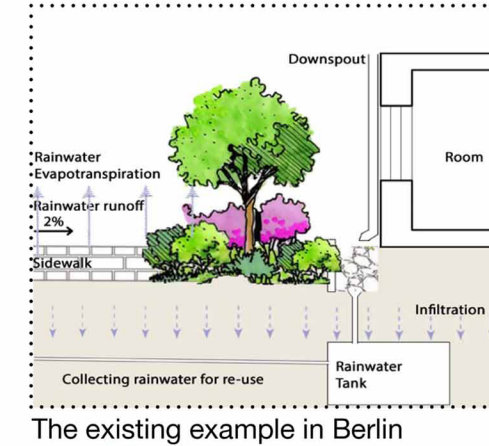 Downspout
Room
Rainwater
Evapotranspiration
Rainwater runoff
2%
Sidewalk
Infiltration
Rainwater
Tank
Collecting rainwater for re-use
The existing example in Berlin